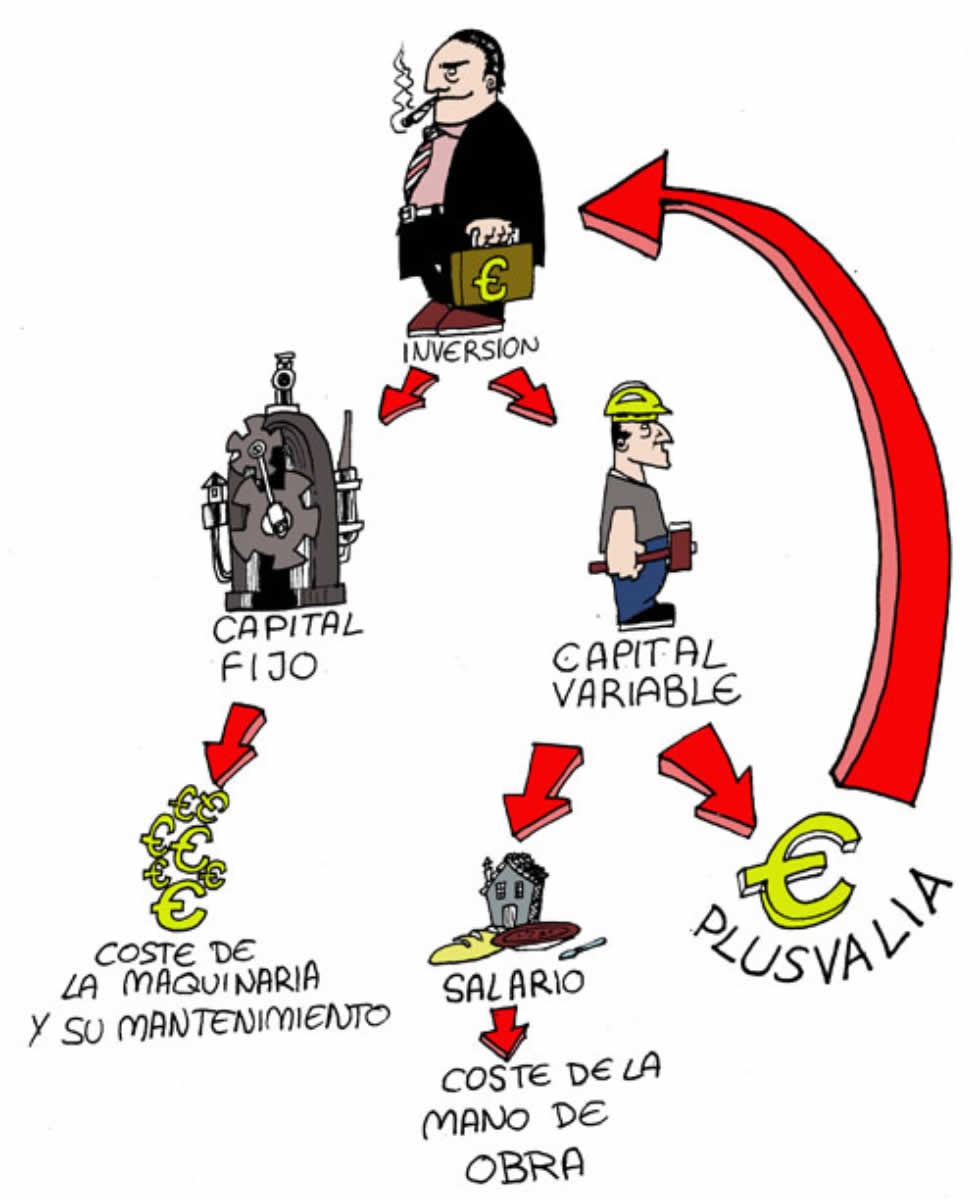 €
INVERSION
CAPITAL
FIJO
CAPITAL
VARIABLE
€ €
€ €
€ €
€
€
COSTE DE
LA MAQUINARIA
Y SU MANTENIMIENTO
SALARIO
PLUSVALIA
COSTE DE LA
MANO DE
OBRA